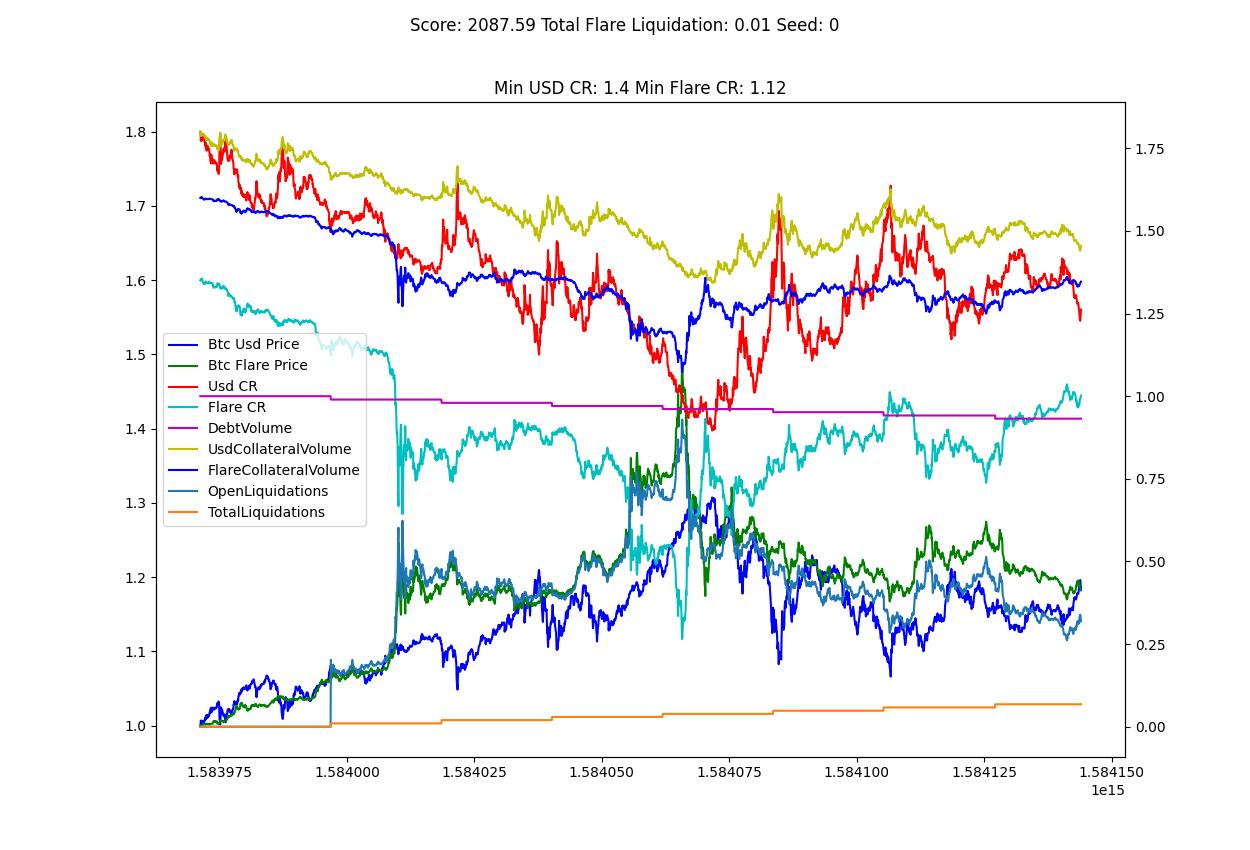 Score: 2087.59 Total Flare Liquidation: 0.01 Seed: 0
Min USD CR: 1.4 Min Flare CR: 1.12
1.8
1.7
1.6
1.5
1.4
1.3
1.2
1.1
1.0
1.75
1.50
1.25
1.00
0.75
0.50
0.25
0.00
Btc Usd Price
Btc Flare Price
Usd CR
Flare CR
DebtVolume
UsdCollateralVolume
FlareCollateralVolume
OpenLiquidations
TotalLiquidations
1.583975 1.584000 1.584025 1.584050 1.584075 1.584100 1.584125 1.584150
1e15